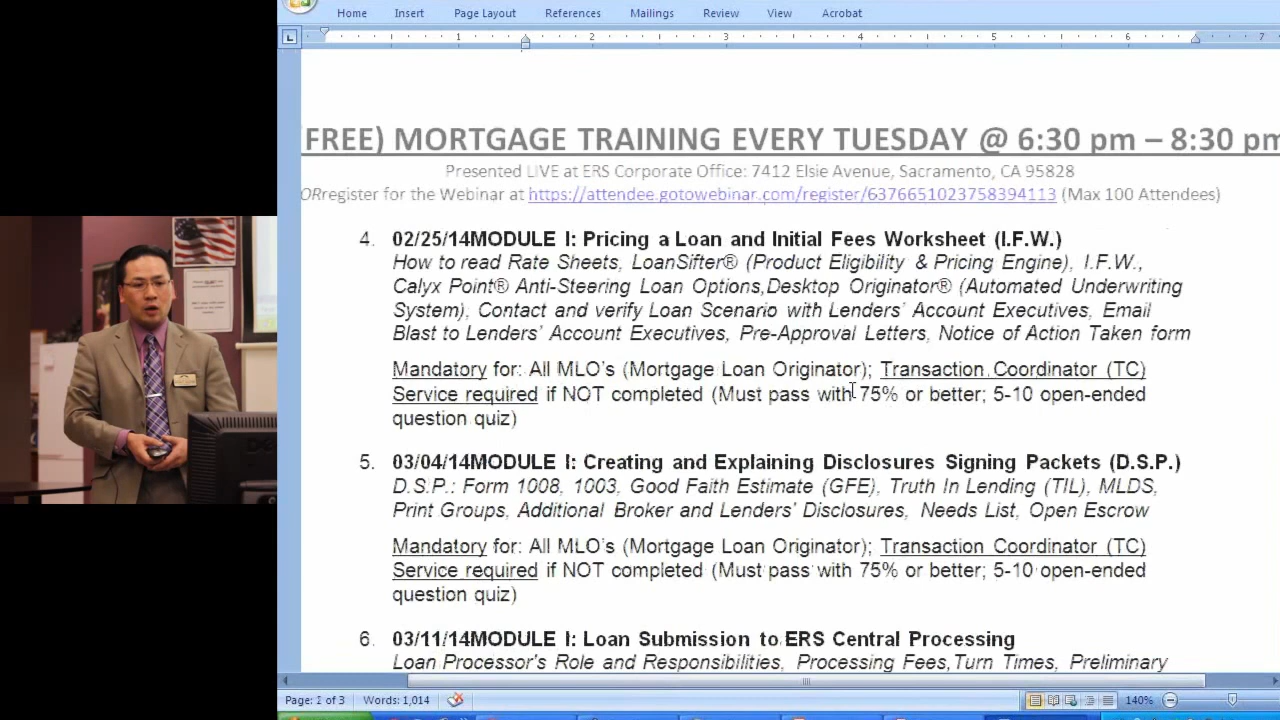 Home Insert Page Layout References Mailings Review View Acrobat
1 2 3 4 5 6 7
FREE) MORTGAGE TRAINING EVERY TUESDAY @ 6:30 pm – 8:30 pm
Presented LIVE at ERS Corporate Office: 7412 Elsie Avenue, Sacramento, CA 95828
ORregister for the Webinar at https://attendee.gotowebinar.com/register/6376651023758394113 (Max 100 Attendees)
4. 02/25/14MODULE I: Pricing a Loan and Initial Fees Worksheet (I.F.W.)
How to read Rate Sheets, LoanSifter® (Product Eligibility & Pricing Engine), I.F.W.,
Calyx Point® Anti-Steering Loan Options,Desktop Originator® (Automated Underwriting
System), Contact and verify Loan Scenario with Lenders' Account Executives, Email
Blast to Lenders' Account Executives, Pre-Approval Letters, Notice of Action Taken form
Mandatory for: All MLO's (Mortgage Loan Originator); Transaction Coordinator (TC)
Service required if NOT completed (Must pass with 75% or better; 5-10 open-ended
question quiz)
5. 03/04/14MODULE I: Creating and Explaining Disclosures Signing Packets (D.S.P.)
D.S.P.: Form 1008, 1003, Good Faith Estimate (GFE), Truth In Lending (TIL), MLDS,
Print Groups, Additional Broker and Lenders' Disclosures, Needs List, Open Escrow
Mandatory for: All MLO's (Mortgage Loan Originator); Transaction Coordinator (TC)
Service required if NOT completed (Must pass with 75% or better; 5-10 open-ended
question quiz)
6. 03/11/14MODULE I: Loan Submission to ERS Central Processing
Loan Processor's Role and Responsibilities, Processing Fees,Turn Times, Preliminary
Words: 1,014
140%